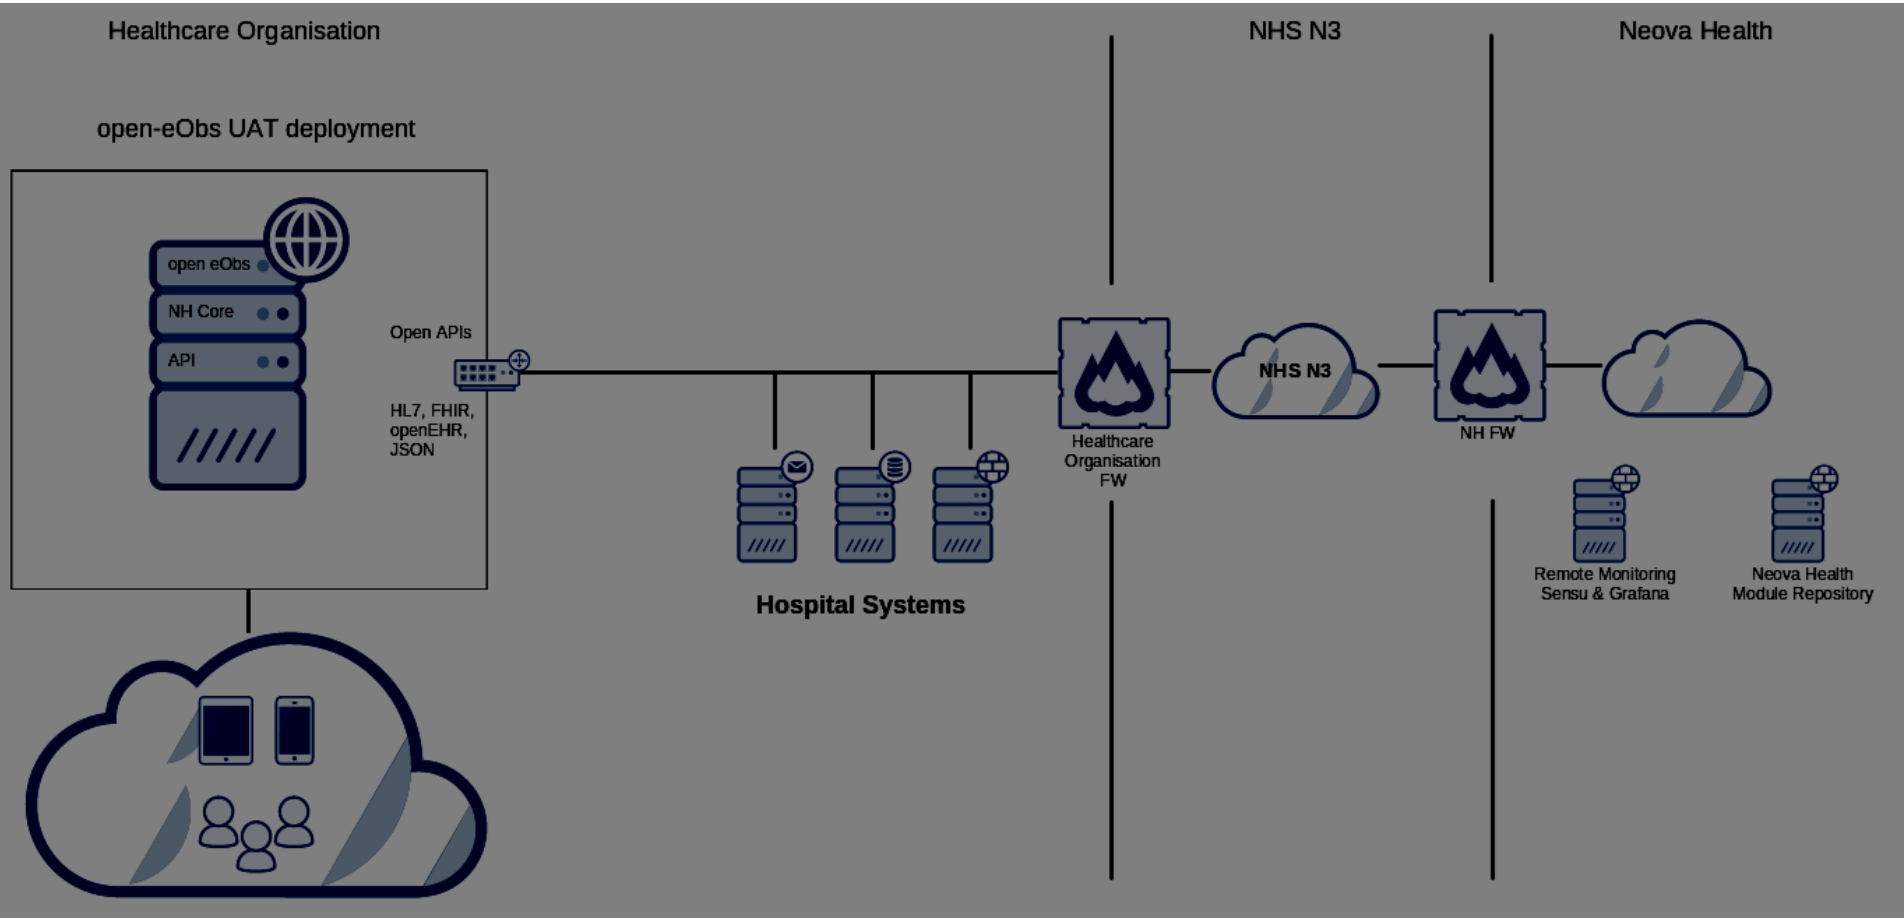 Healthcare Organisation
NHS N3
Neova Health
open-eObs UAT deployment
open eObs
NH Core
API
Open APIs
HL7, FHIR,
openEHR,
JSON
Hospital Systems
Healthcare
Organisation
FW
NHS N3
NH FW
Remote Monitoring
Sensu & Grafana
Neova Health
Module Repository